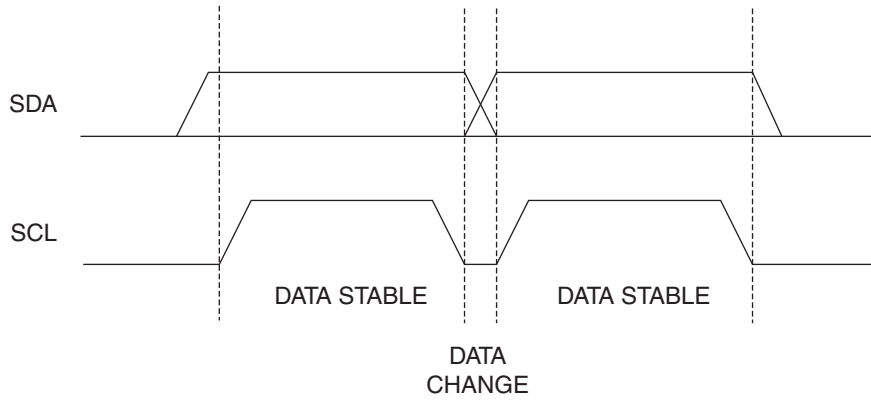 SDA
SCL
DATA STABLE
DATA STABLE
DATA
CHANGE